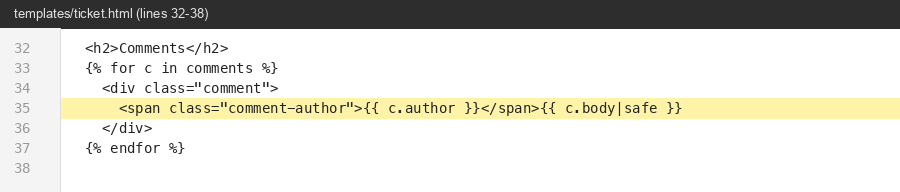 templates/ticket.html (lines 32-38)
32 <h2>Comments</h2>
33 {% for c in comments %}
34 <div class="comment">
35 <span class="comment-author">{{ c.author }}</span>{{ c.body|safe }}
36 </div>
37 {% endfor %}
38